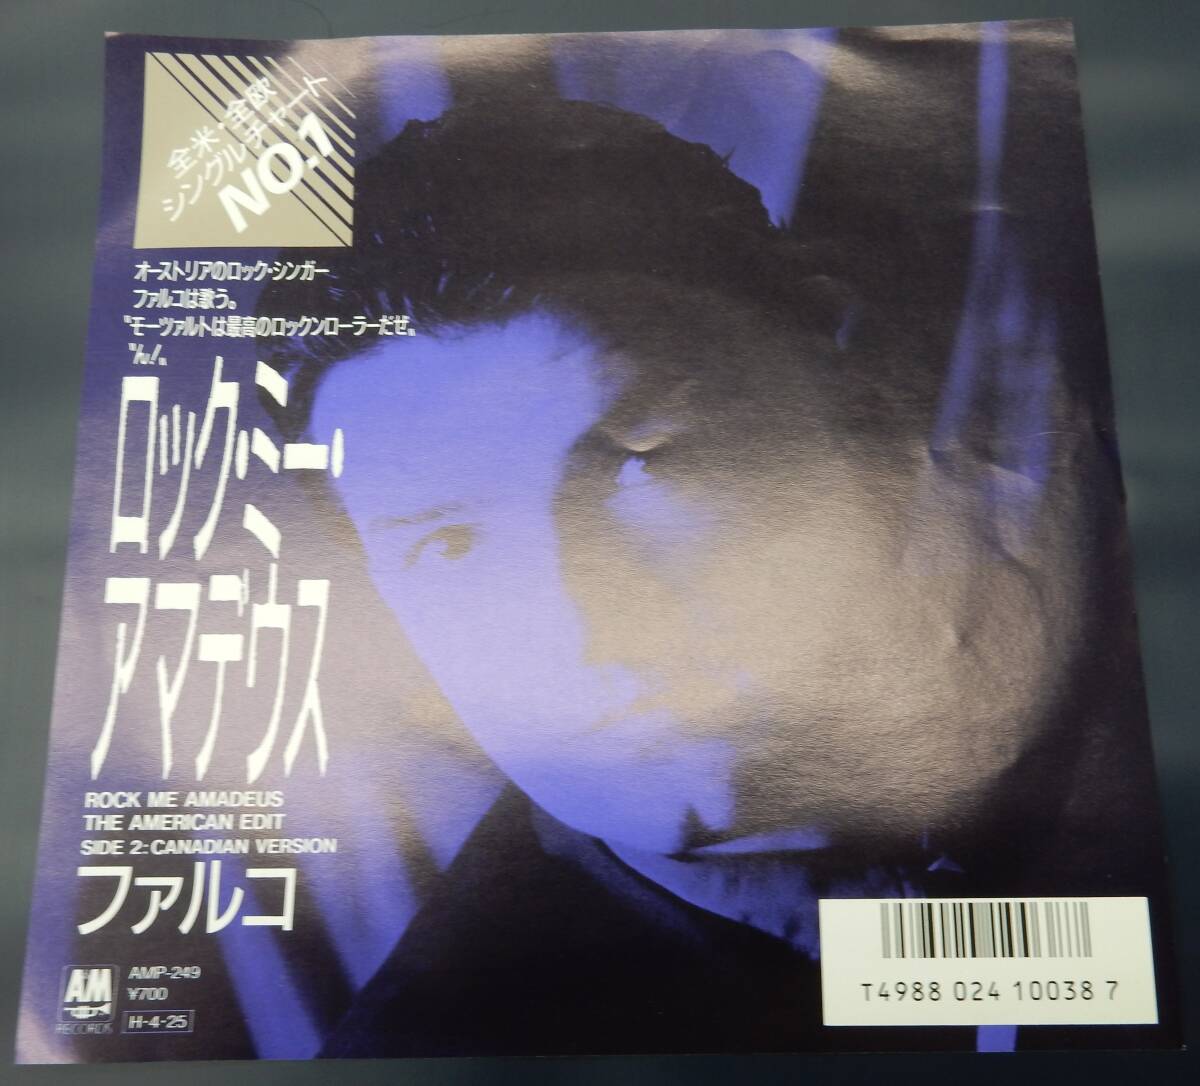 全米・全欧
シングルチャート
NO.1
オーストリアのロック・シンガー
ファルコは歌う。
“モーツァルトは最高のロックンローラーだぜ„
“ん!„
ロック・ミー・
アマデウス
ROCK ME AMADEUS
THE AMERICAN EDIT
SIDE 2: CANADIAN VERSION
ファルコ
A&M
RECORDS
AMP-249
¥700
H-4-25
T4988 024 10038 7